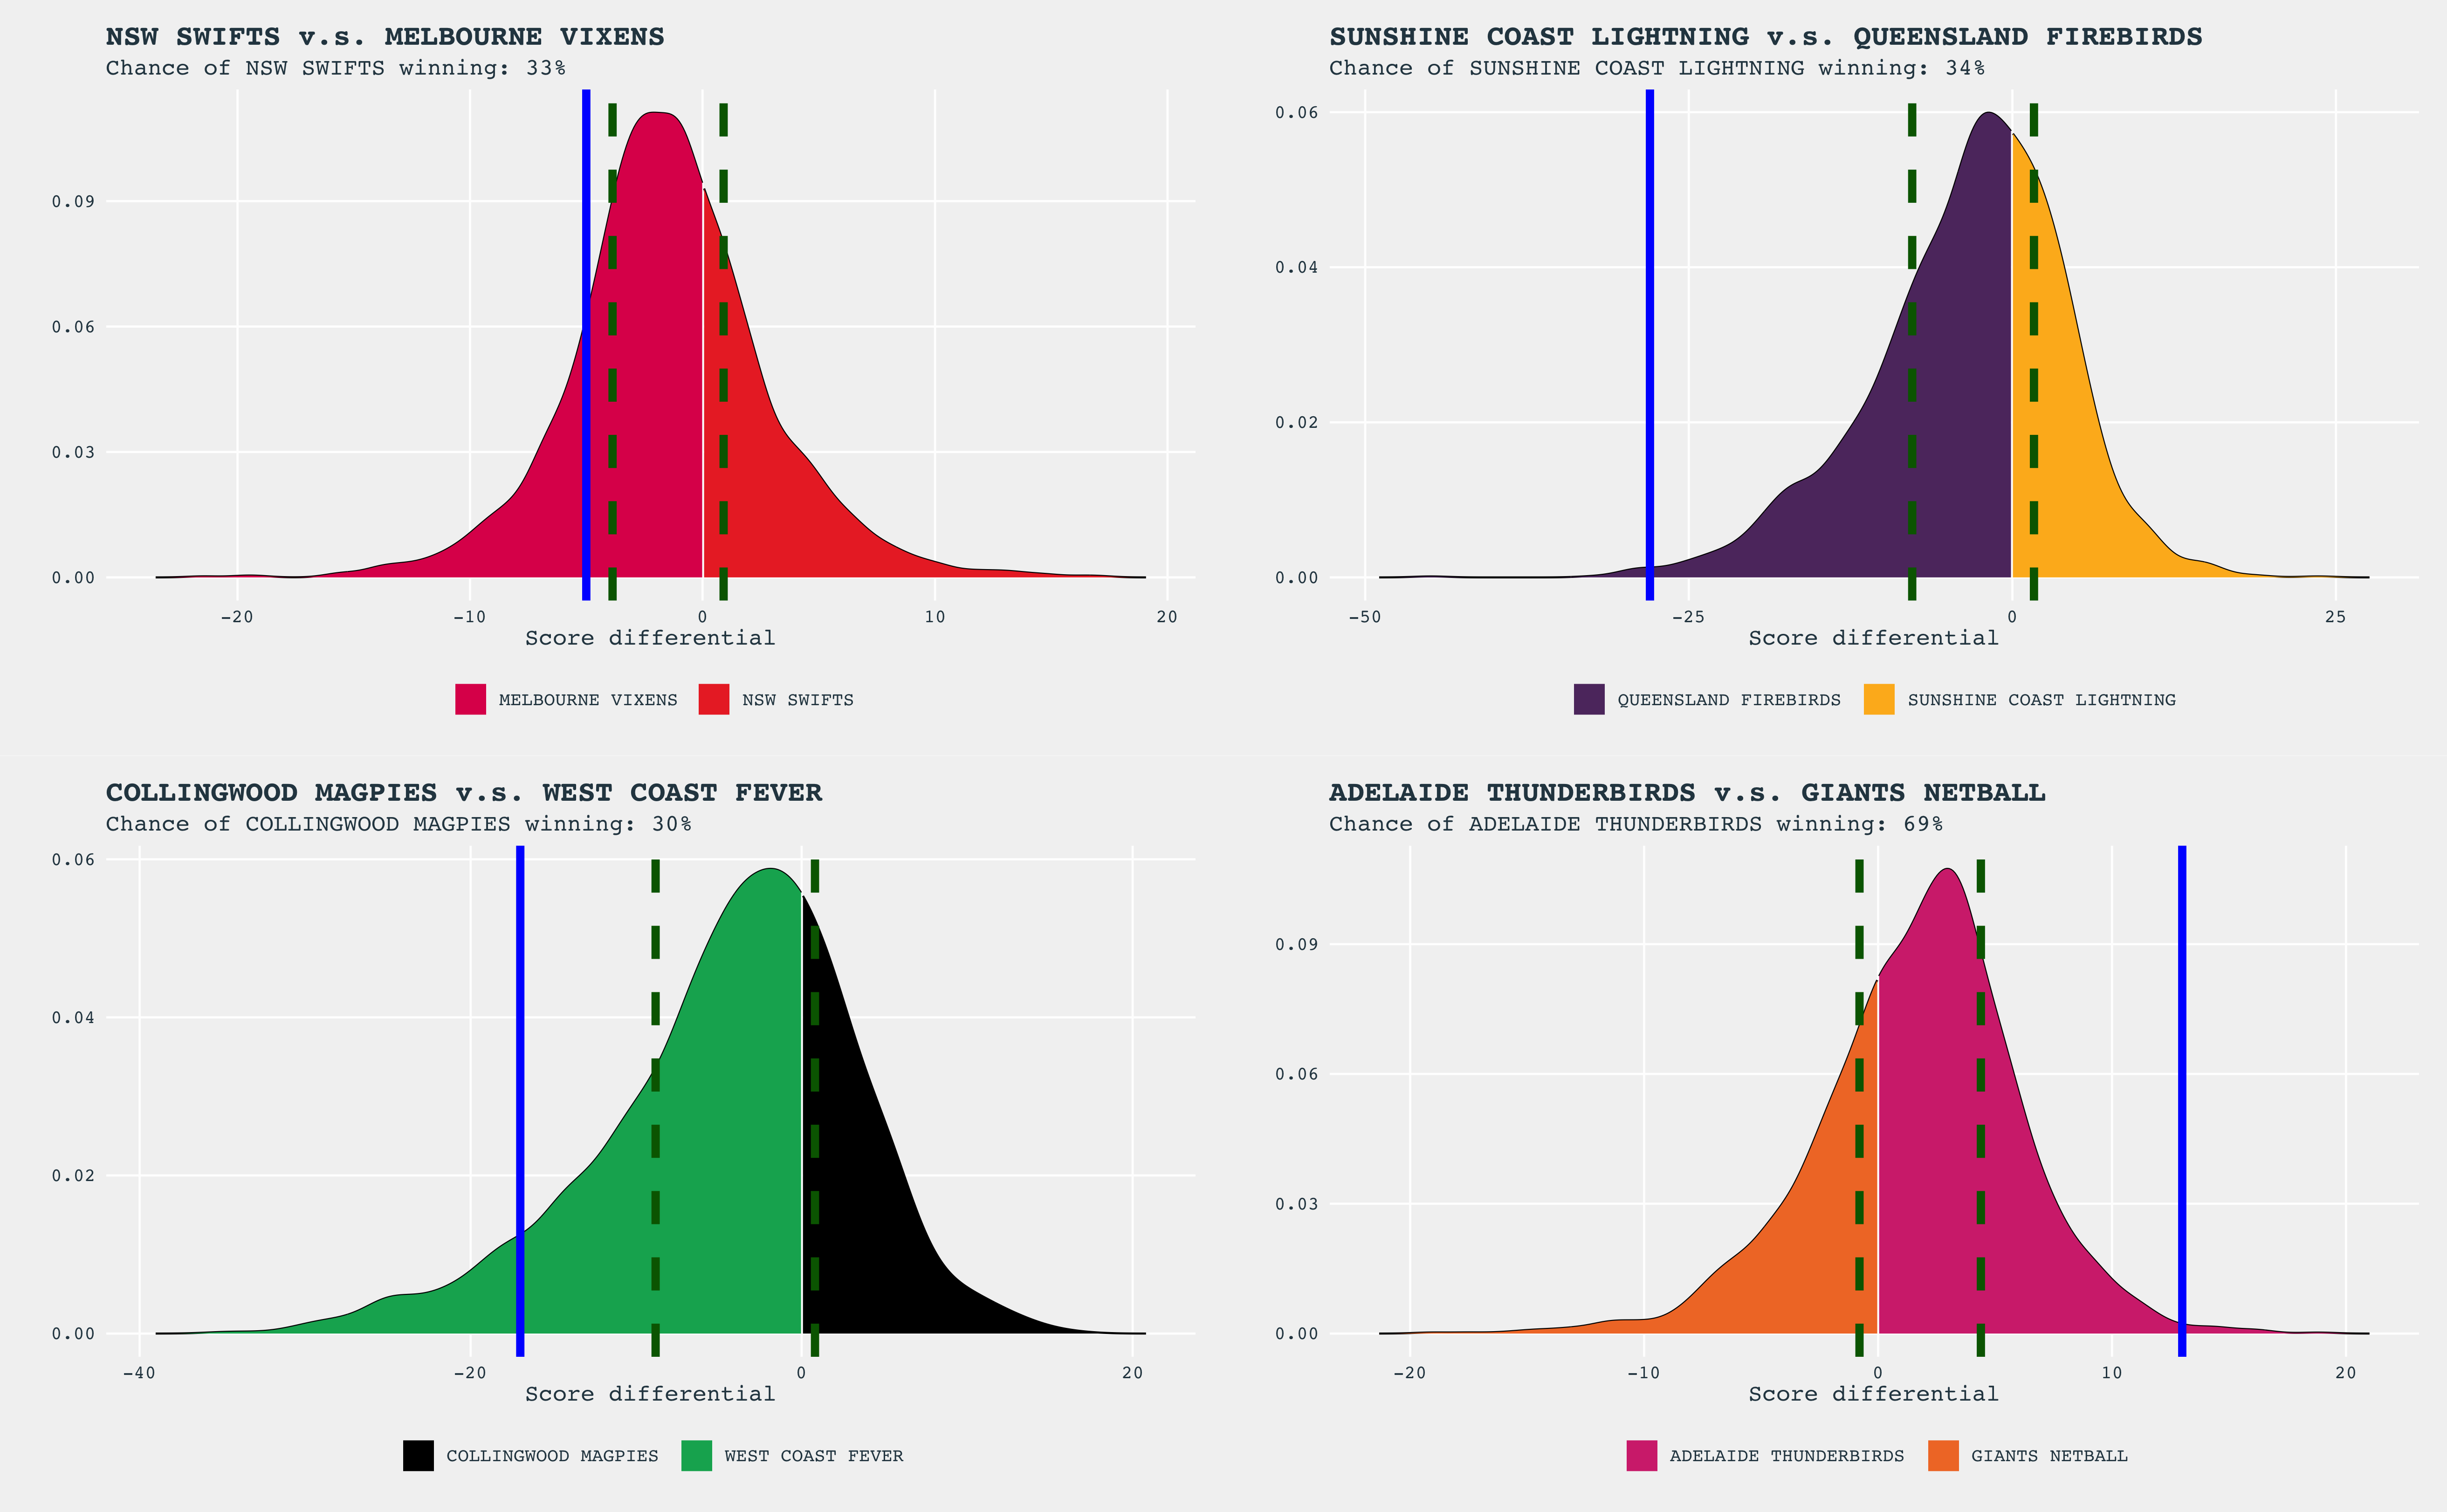 NSW SWIFTS v.s. MELBOURNE VIXENS
Chance of NSW SWIFTS winning: 33%
0.09
0.06
0.03
0.00
-20 -10 0 10 20
Score differential
MELBOURNE VIXENS NSW SWIFTS
SUNSHINE COAST LIGHTNING v.s. QUEENSLAND FIREBIRDS
Chance of SUNSHINE COAST LIGHTNING winning: 34%
0.06
0.04
0.02
0.00
-50 -25 0 25
Score differential
QUEENSLAND FIREBIRDS SUNSHINE COAST LIGHTNING
COLLINGWOOD MAGPIES v.s. WEST COAST FEVER
Chance of COLLINGWOOD MAGPIES winning: 30%
0.06
0.04
0.02
0.00
-40 -20 0 20
Score differential
COLLINGWOOD MAGPIES WEST COAST FEVER
ADELAIDE THUNDERBIRDS v.s. GIANTS NETBALL
Chance of ADELAIDE THUNDERBIRDS winning: 69%
0.09
0.06
0.03
0.00
-20 -10 0 10 20
Score differential
ADELAIDE THUNDERBIRDS GIANTS NETBALL